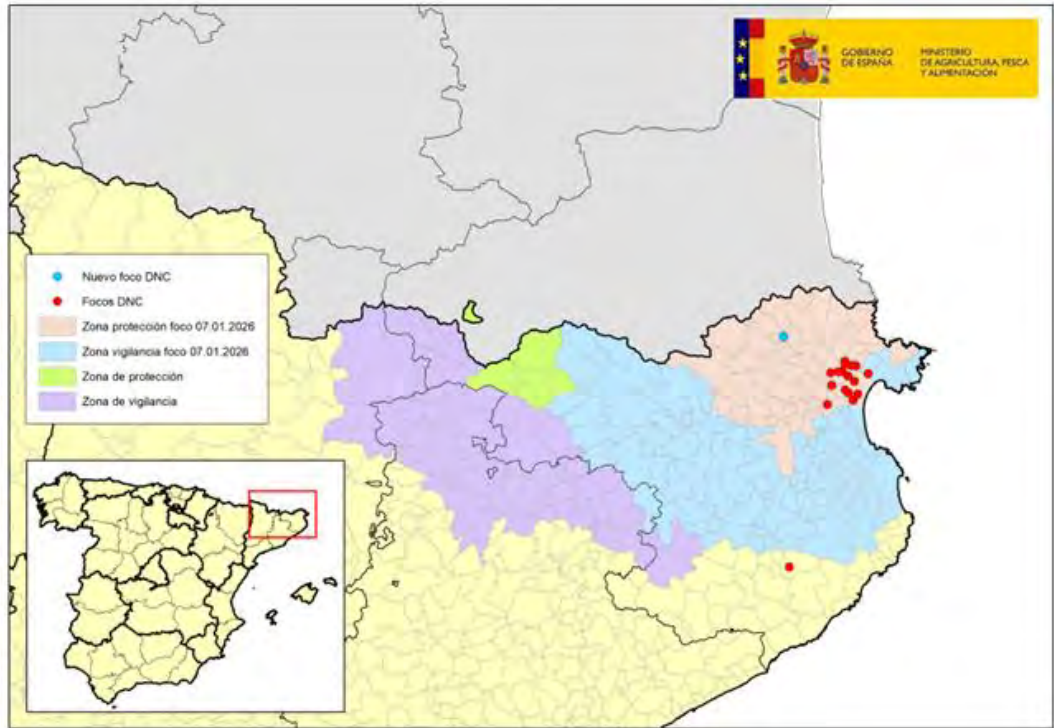 GOBIERNO
DE ESPAÑA
MINISTERIO
DE AGRICULTURA, PESCA
Y ALIMENTACIÓN
Nuevo foco DNC
Focos DNC
Zona protección foco 07.01.2026
Zona vigilancia foco 07.01.2026
Zona de protección
Zona de vigilancia